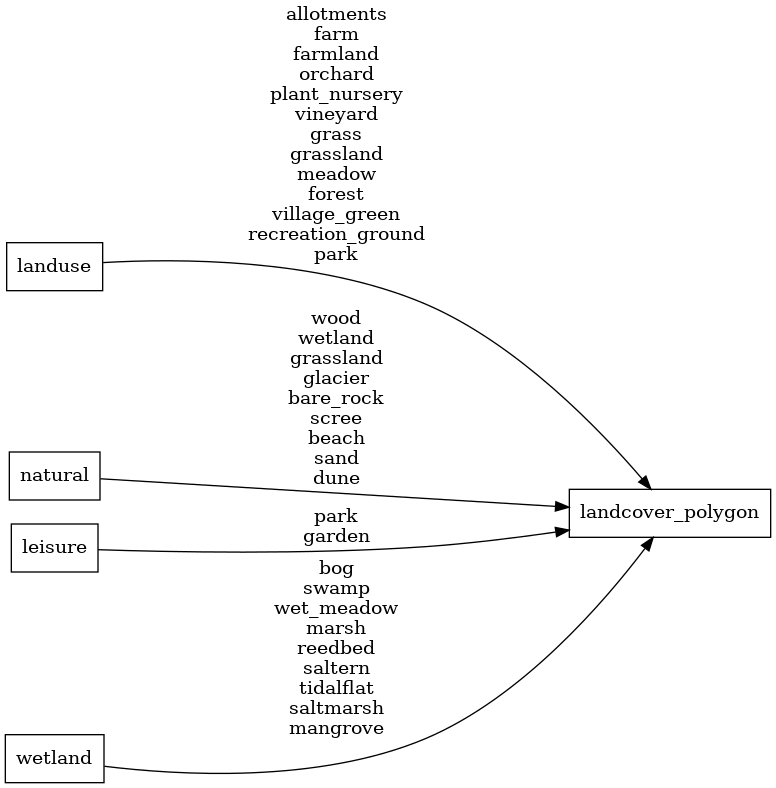 allotments
farm
farmland
orchard
plant_nursery
vineyard
grass
grassland
meadow
forest
village_green
recreation_ground
park
landuse
wood
wetland
grassland
glacier
bare_rock
scree
beach
sand
dune
natural
landcover_polygon
park
garden
leisure
bog
swamp
wet_meadow
marsh
reedbed
saltern
tidalflat
saltmarsh
mangrove
wetland